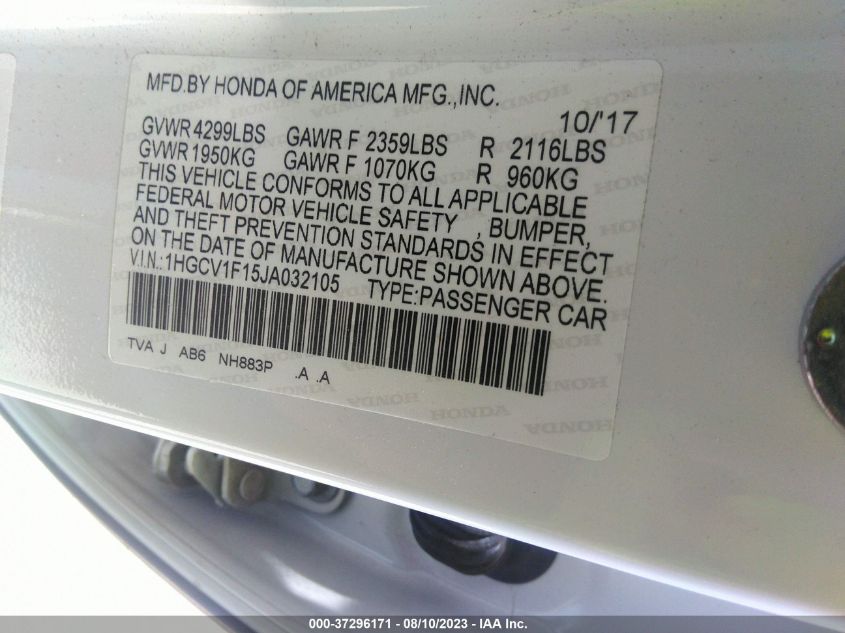 MFD.BY HONDA OF AMERICA MFG.,INC.
10/'17
GVWR 4299LBS GAWR F 2359LBS R 2116LBS
GVWR 1950KG GAWR F 1070KG R 960KG
THIS VEHICLE CONFORMS TO ALL APPLICABLE
FEDERAL MOTOR VEHICLE SAFETY , BUMPER,
AND THEFT PREVENTION STANDARDS IN EFFECT
ON THE DATE OF MANUFACTURE SHOWN ABOVE.
V.I.N.:1HGCV1F15JA032105 TYPE:PASSENGER CAR
TVA J AB6 NH883P .A .A
000-37296171 - 08/10/2023 - IAA Inc.